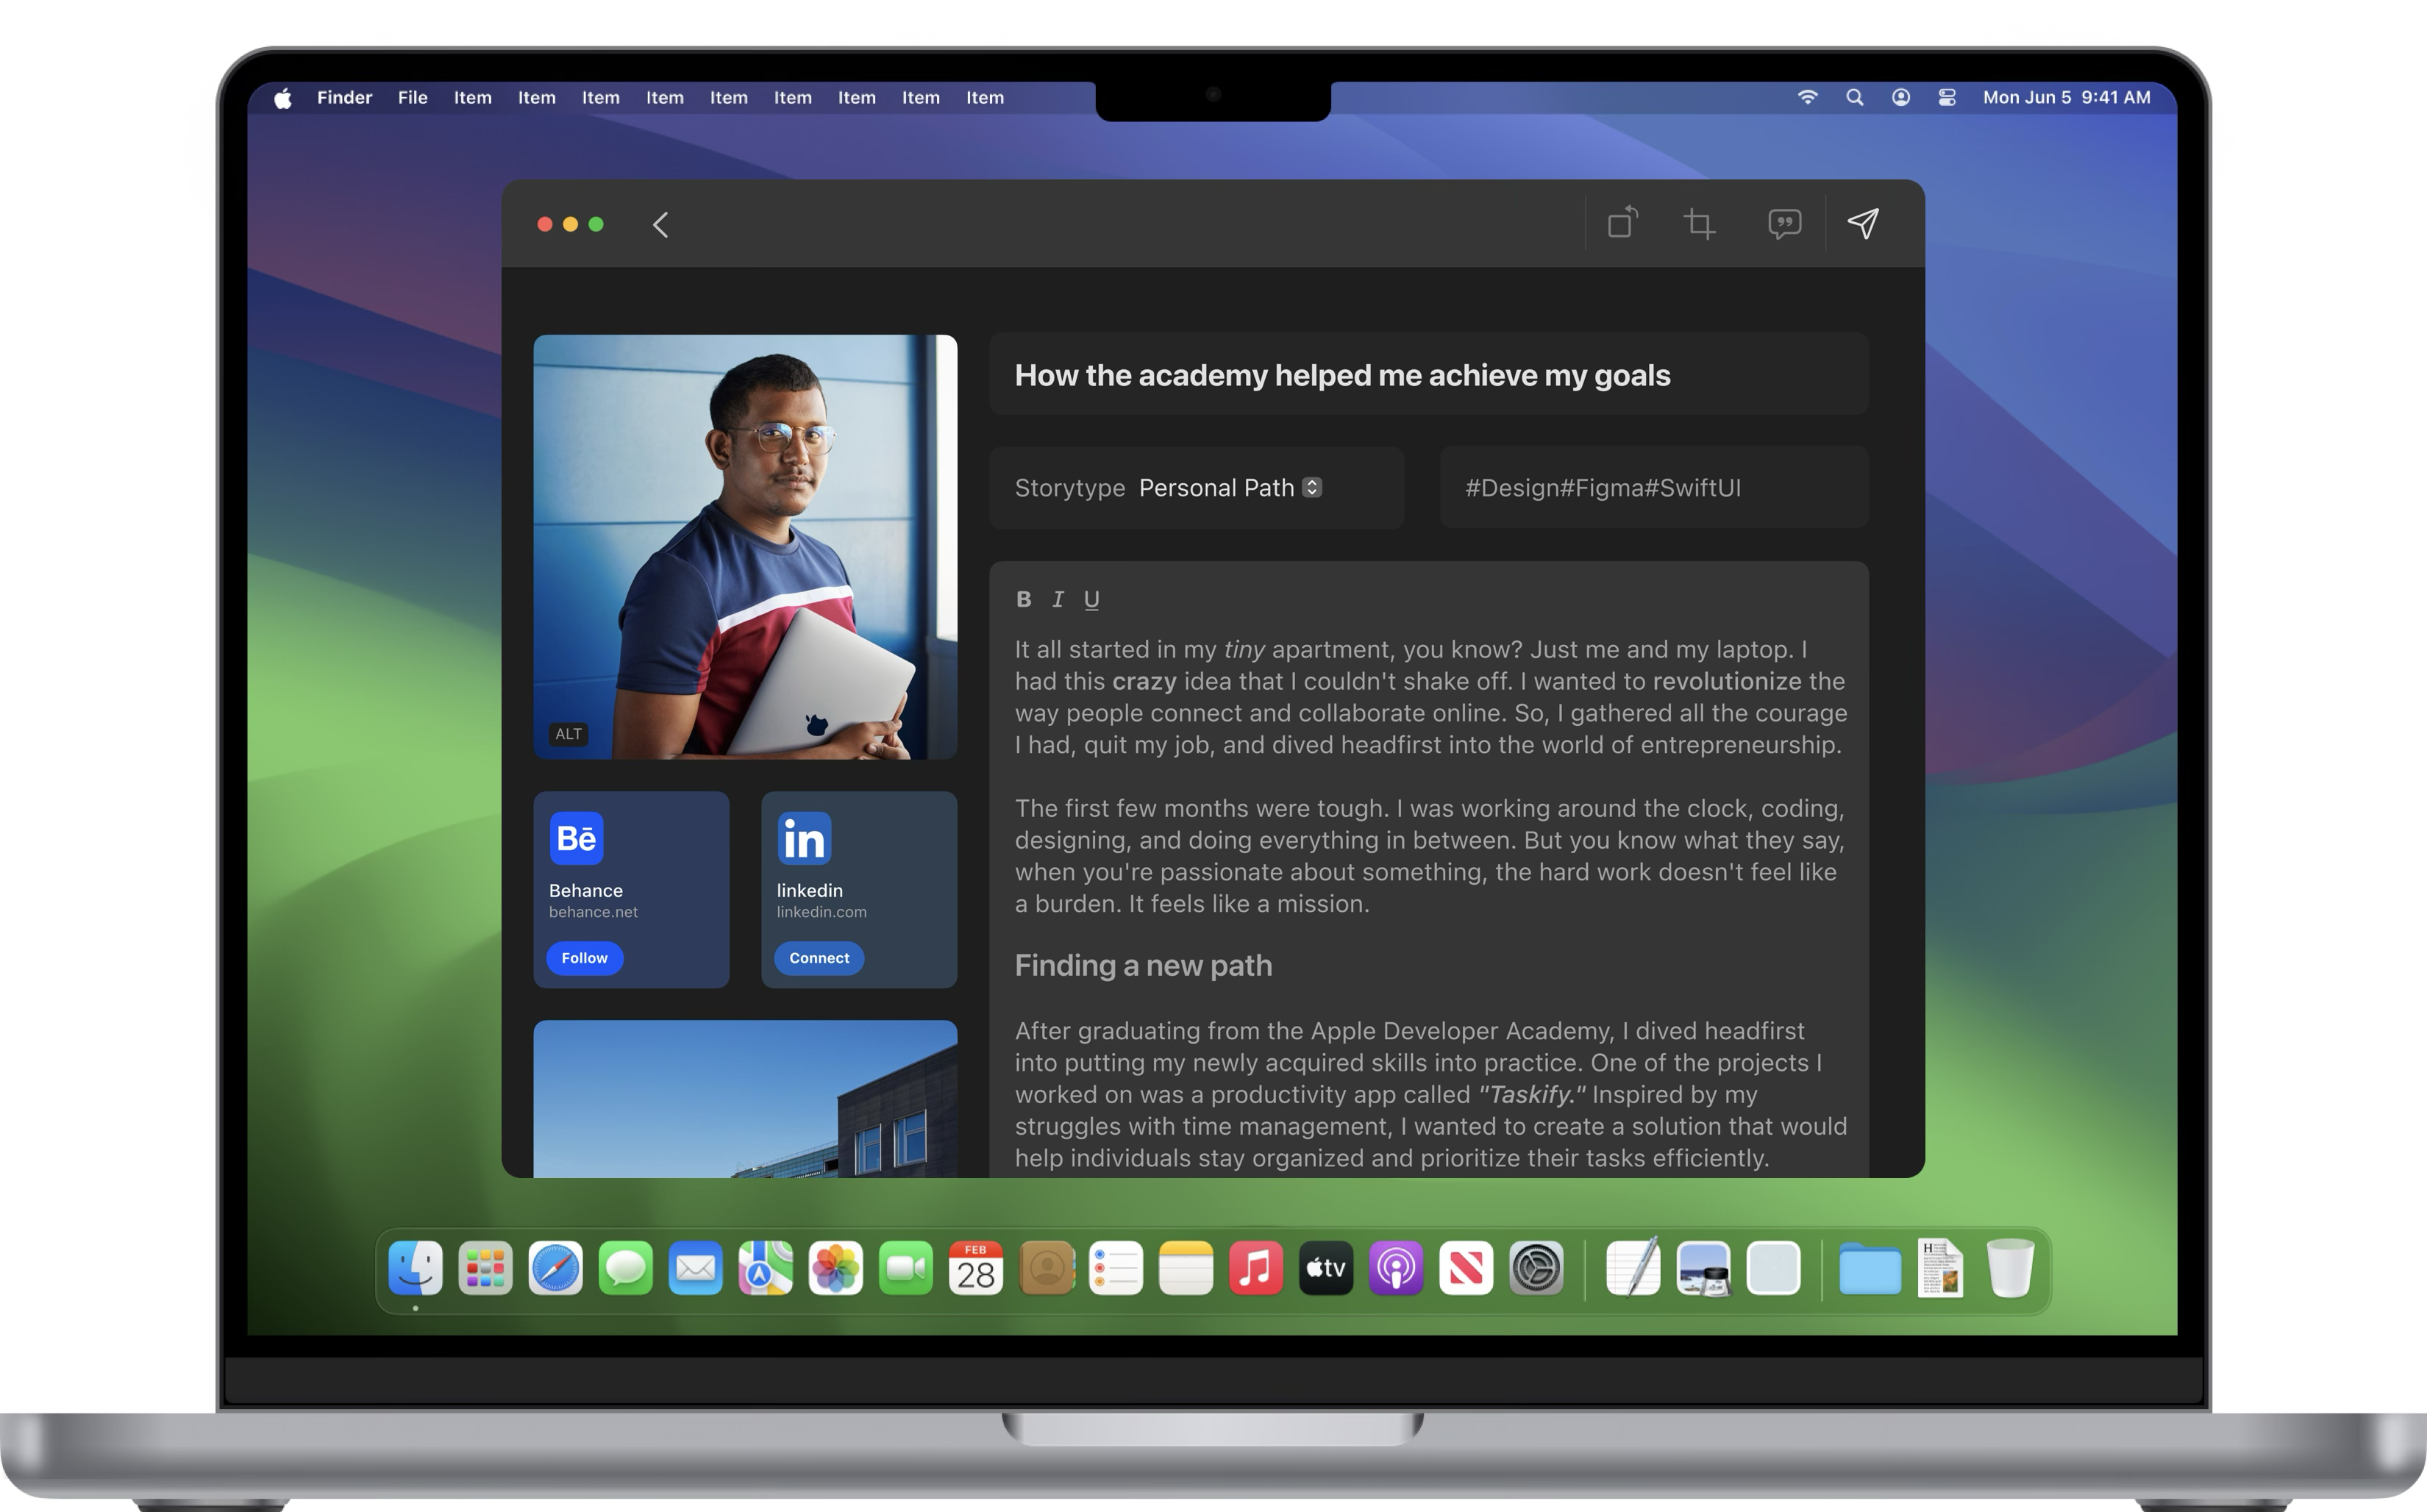 Finder File Item Item Item Item Item Item Item Item Item
Mon Jun 5 9:41 AM
How the academy helped me achieve my goals
Storytype Personal Path
#Design#Figma#SwiftUI
ALT
B I U
It all started in my tiny apartment, you know? Just me and my laptop. I
had this crazy idea that I couldn't shake off. I wanted to revolutionize the
way people connect and collaborate online. So, I gathered all the courage
I had, quit my job, and dived headfirst into the world of entrepreneurship.
The first few months were tough. I was working around the clock, coding,
designing, and doing everything in between. But you know what they say,
when you're passionate about something, the hard work doesn't feel like
a burden. It feels like a mission.
Finding a new path
After graduating from the Apple Developer Academy, I dived headfirst
into putting my newly acquired skills into practice. One of the projects I
worked on was a productivity app called "Taskify." Inspired by my
struggles with time management, I wanted to create a solution that would
help individuals stay organized and prioritize their tasks efficiently.
Bē
Behance
behance.net
Follow
in
linkedin
linkedin.com
Connect
FEB
28
tv